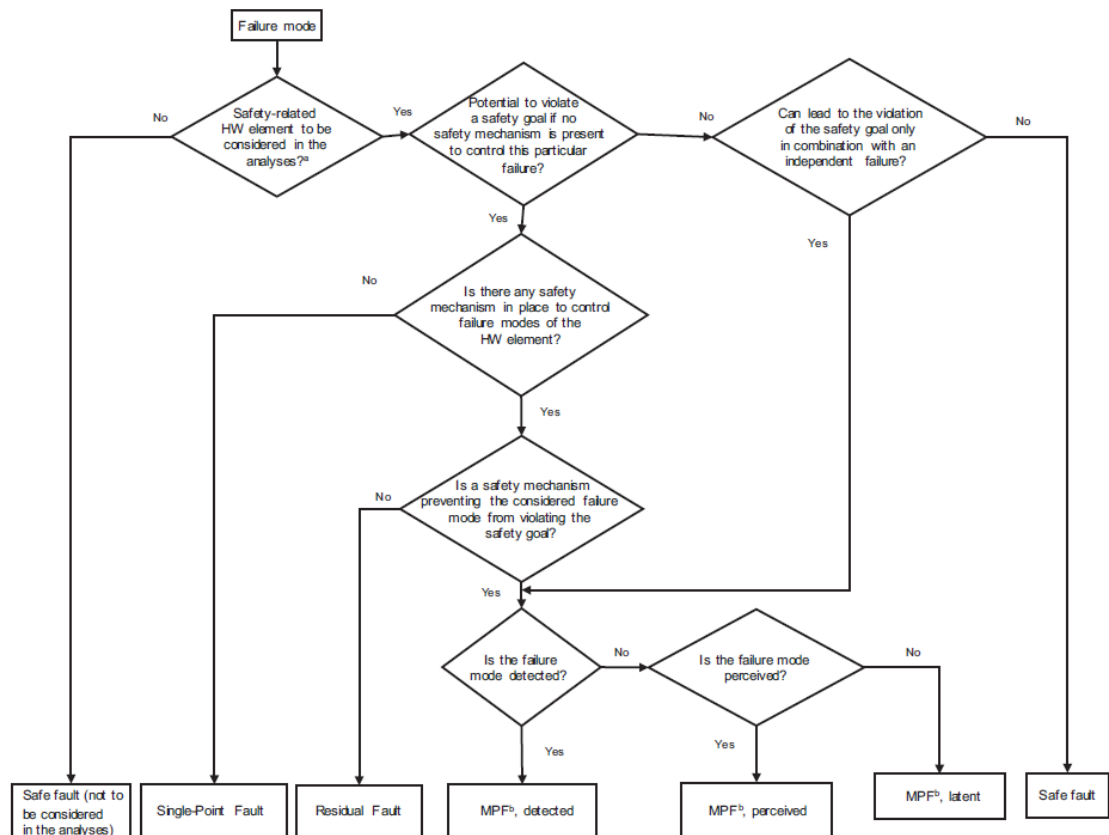 Failure mode
No
Safety-related
HW element to be
considered in the
analyses?ᵃ
Yes
Potential to violate
a safety goal if no
safety mechanism is present
to control this particular
failure?
No
Can lead to the violation
of the safety goal only
in combination with an
independent failure?
No
Yes
Yes
No
Is there any safety
mechanism in place to control
failure modes of the
HW element?
Yes
No
Is a safety mechanism
preventing the considered failure
mode from violating the
safety goal?
Yes
Is the failure
mode detected?
No
Is the failure mode
perceived?
No
Yes
Yes
Safe fault (not to
be considered
in the analyses)
Single-Point Fault
Residual Fault
MPFᵇ, detected
MPFᵇ, perceived
MPFᵇ, latent
Safe fault